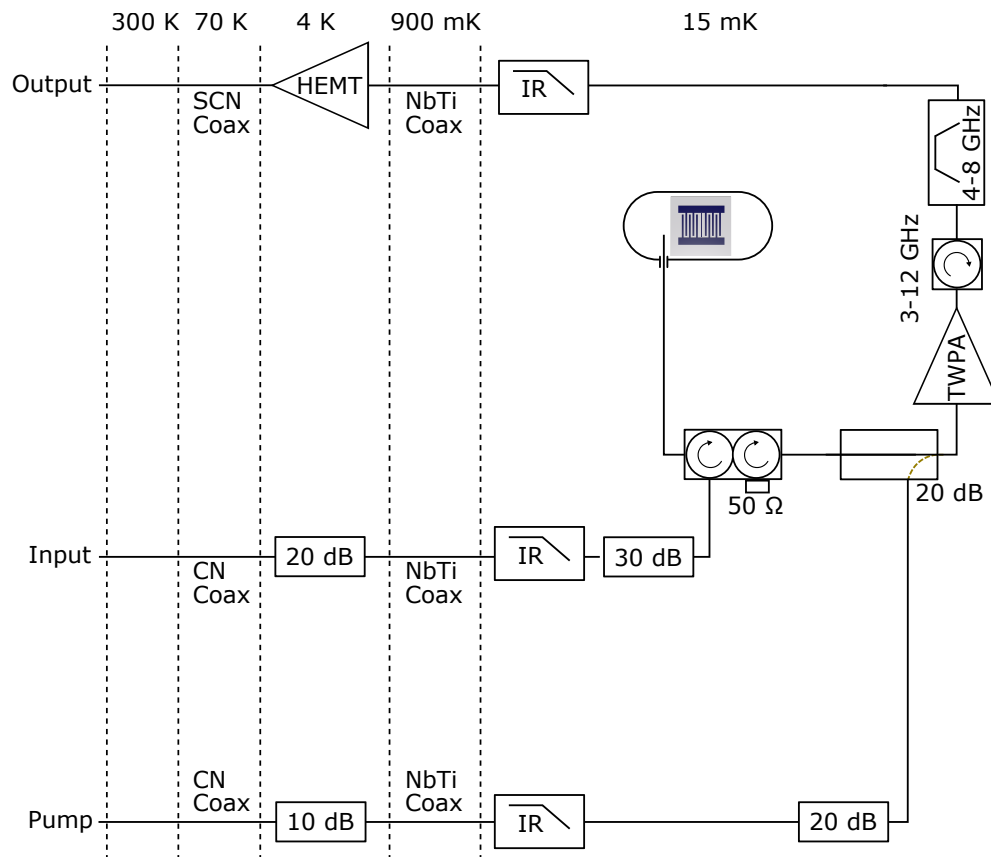 300 K 70 K 4 K 900 mK 15 mK
Output
HEMT
IR
SCN
Coax
NbTi
Coax
4-8 GHz
3-12 GHz
TWPA
20 dB
50 Ω
Input
20 dB
IR
30 dB
CN
Coax
NbTi
Coax
CN
Coax
NbTi
Coax
Pump
10 dB
IR
20 dB